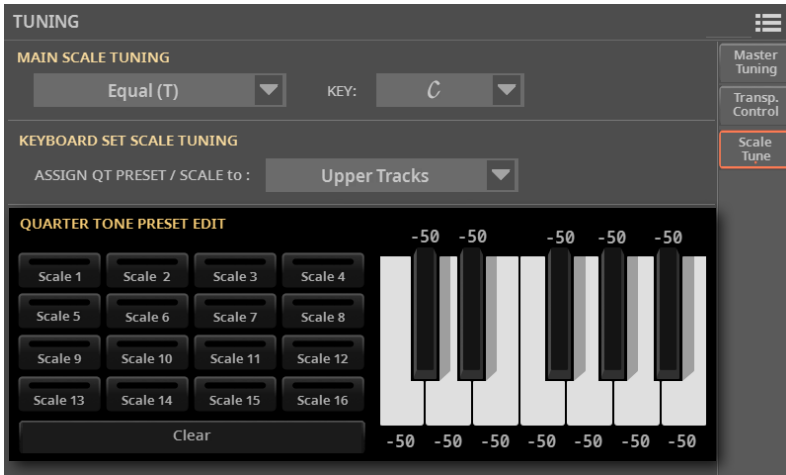 TUNING
MAIN SCALE TUNING
Equal (T)
KEY:
C
KEYBOARD SET SCALE TUNING
ASSIGN QT PRESET / SCALE to :
Upper Tracks
QUARTER TONE PRESET EDIT
Scale 1 Scale 2 Scale 3 Scale 4
Scale 5 Scale 6 Scale 7 Scale 8
Scale 9 Scale 10 Scale 11 Scale 12
Scale 13 Scale 14 Scale 15 Scale 16
Clear
-50 -50 -50 -50 -50
-50 -50 -50 -50 -50 -50 -50
Master
Tuning
Transp.
Control
Scale
Tune